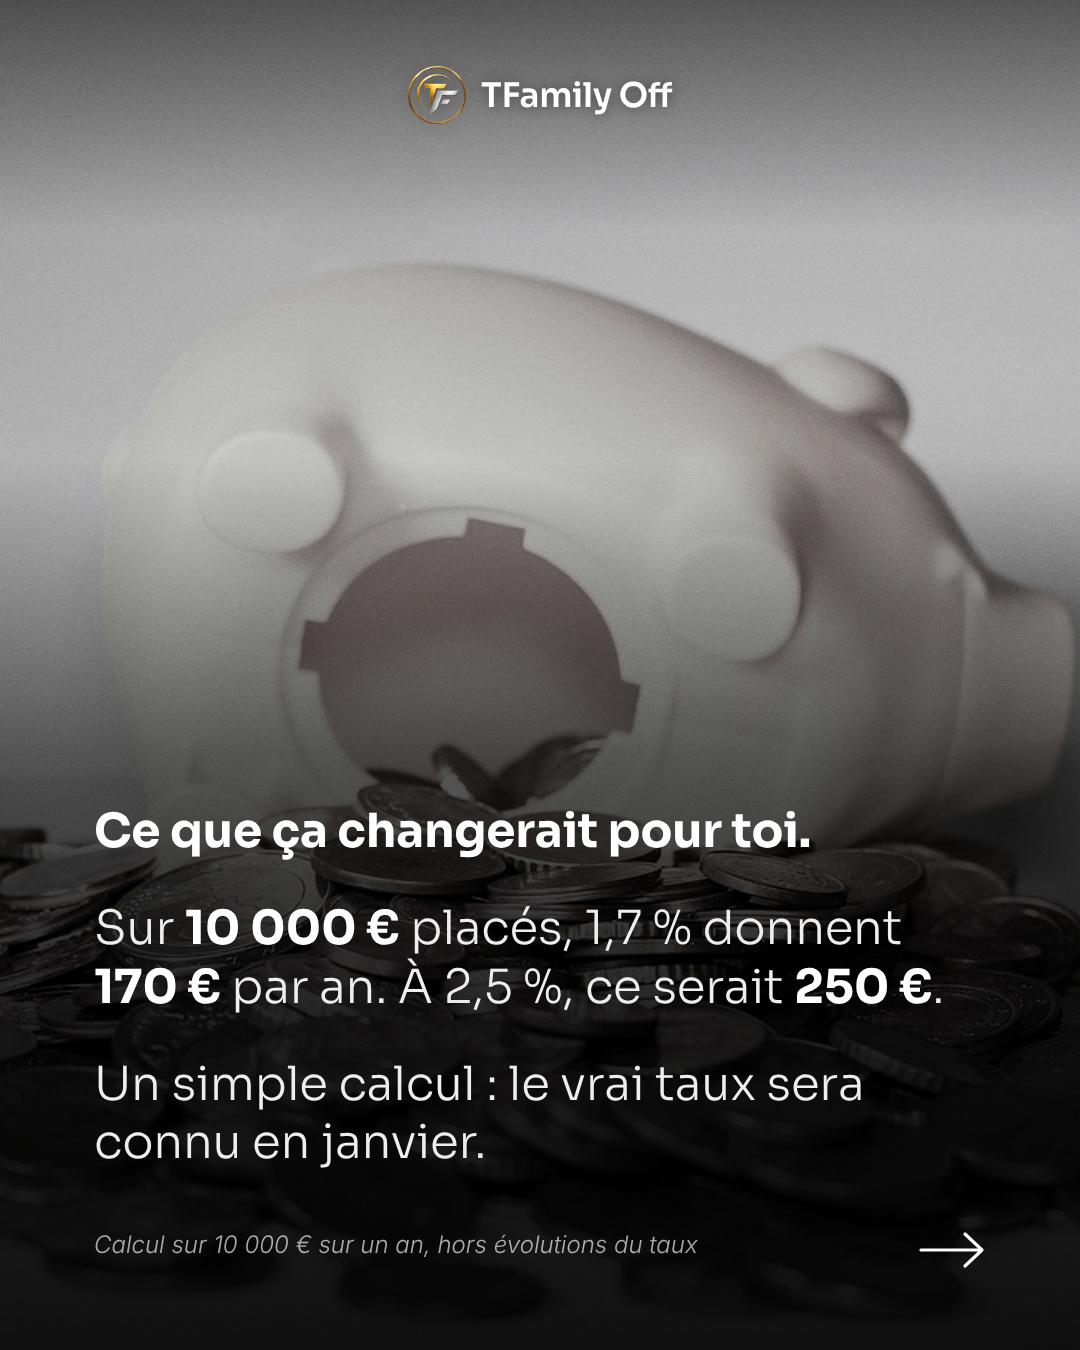 TF TFamily Off
Ce que ça changerait pour toi.
Sur 10 000 € placés, 1,7 % donnent
170 € par an. À 2,5 %, ce serait 250 €.
Un simple calcul : le vrai taux sera
connu en janvier.
Calcul sur 10 000 € sur un an, hors évolutions du taux